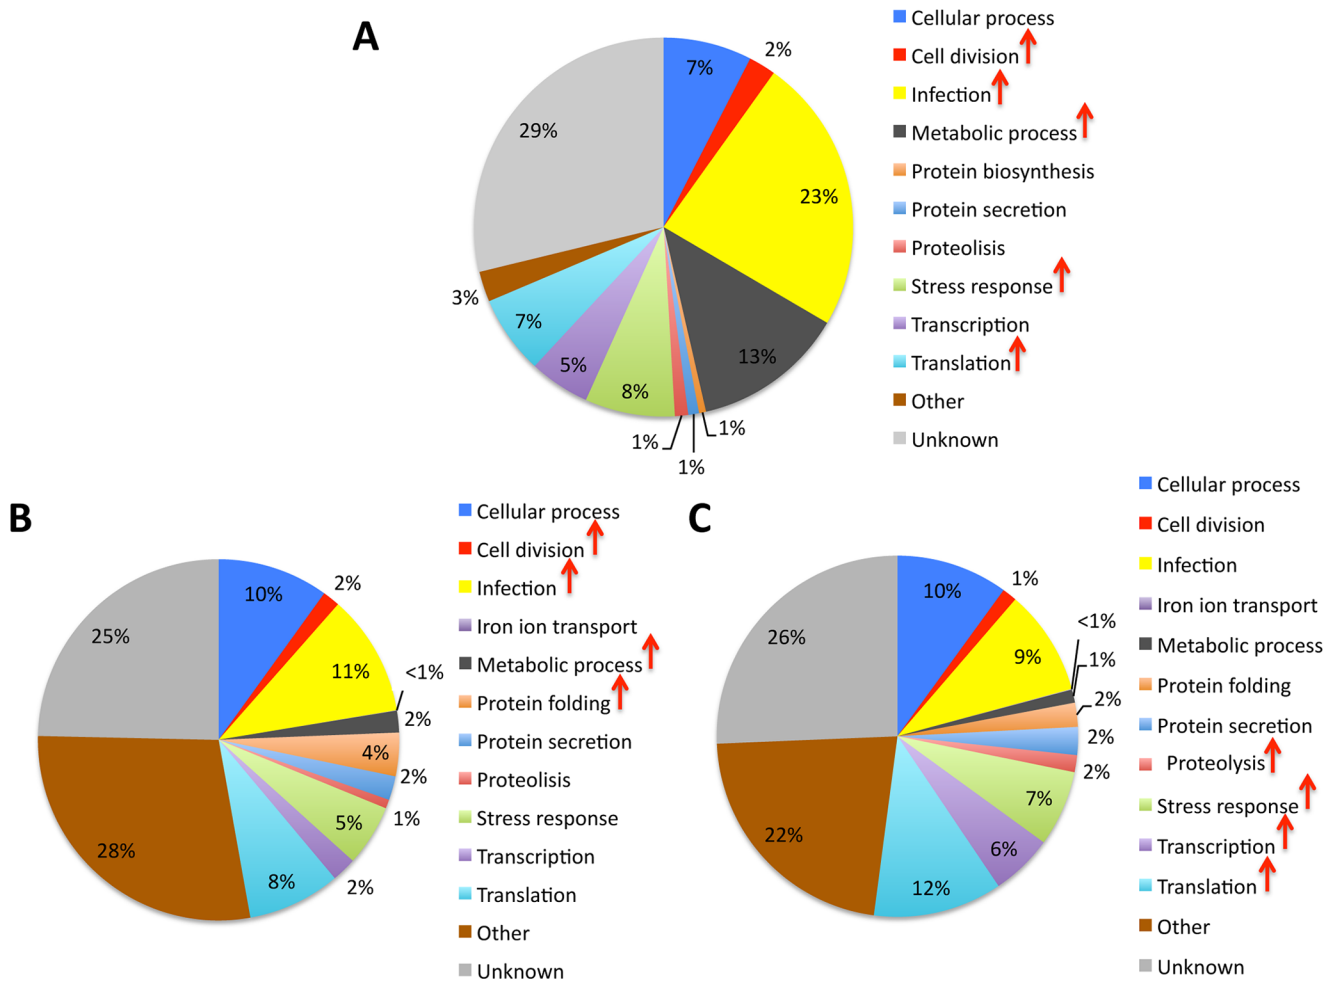 A
Cellular process
Cell division
Infection
Metabolic process
Protein biosynthesis
Protein secretion
Proteolisis
Stress response
Transcription
Translation
Other
Unknown
7%
2%
23%
13%
1%
1%
1%
8%
5%
7%
3%
29%
B
Cellular process
Cell division
Infection
Iron ion transport
Metabolic process
Protein folding
Protein secretion
Proteolisis
Stress response
Transcription
Translation
Other
Unknown
10%
2%
11%
<1%
2%
4%
2%
1%
5%
2%
8%
28%
25%
C
Cellular process
Cell division
Infection
Iron ion transport
Metabolic process
Protein folding
Protein secretion
Proteolysis
Stress response
Transcription
Translation
Other
Unknown
10%
1%
9%
<1%
1%
2%
2%
2%
7%
6%
12%
22%
26%